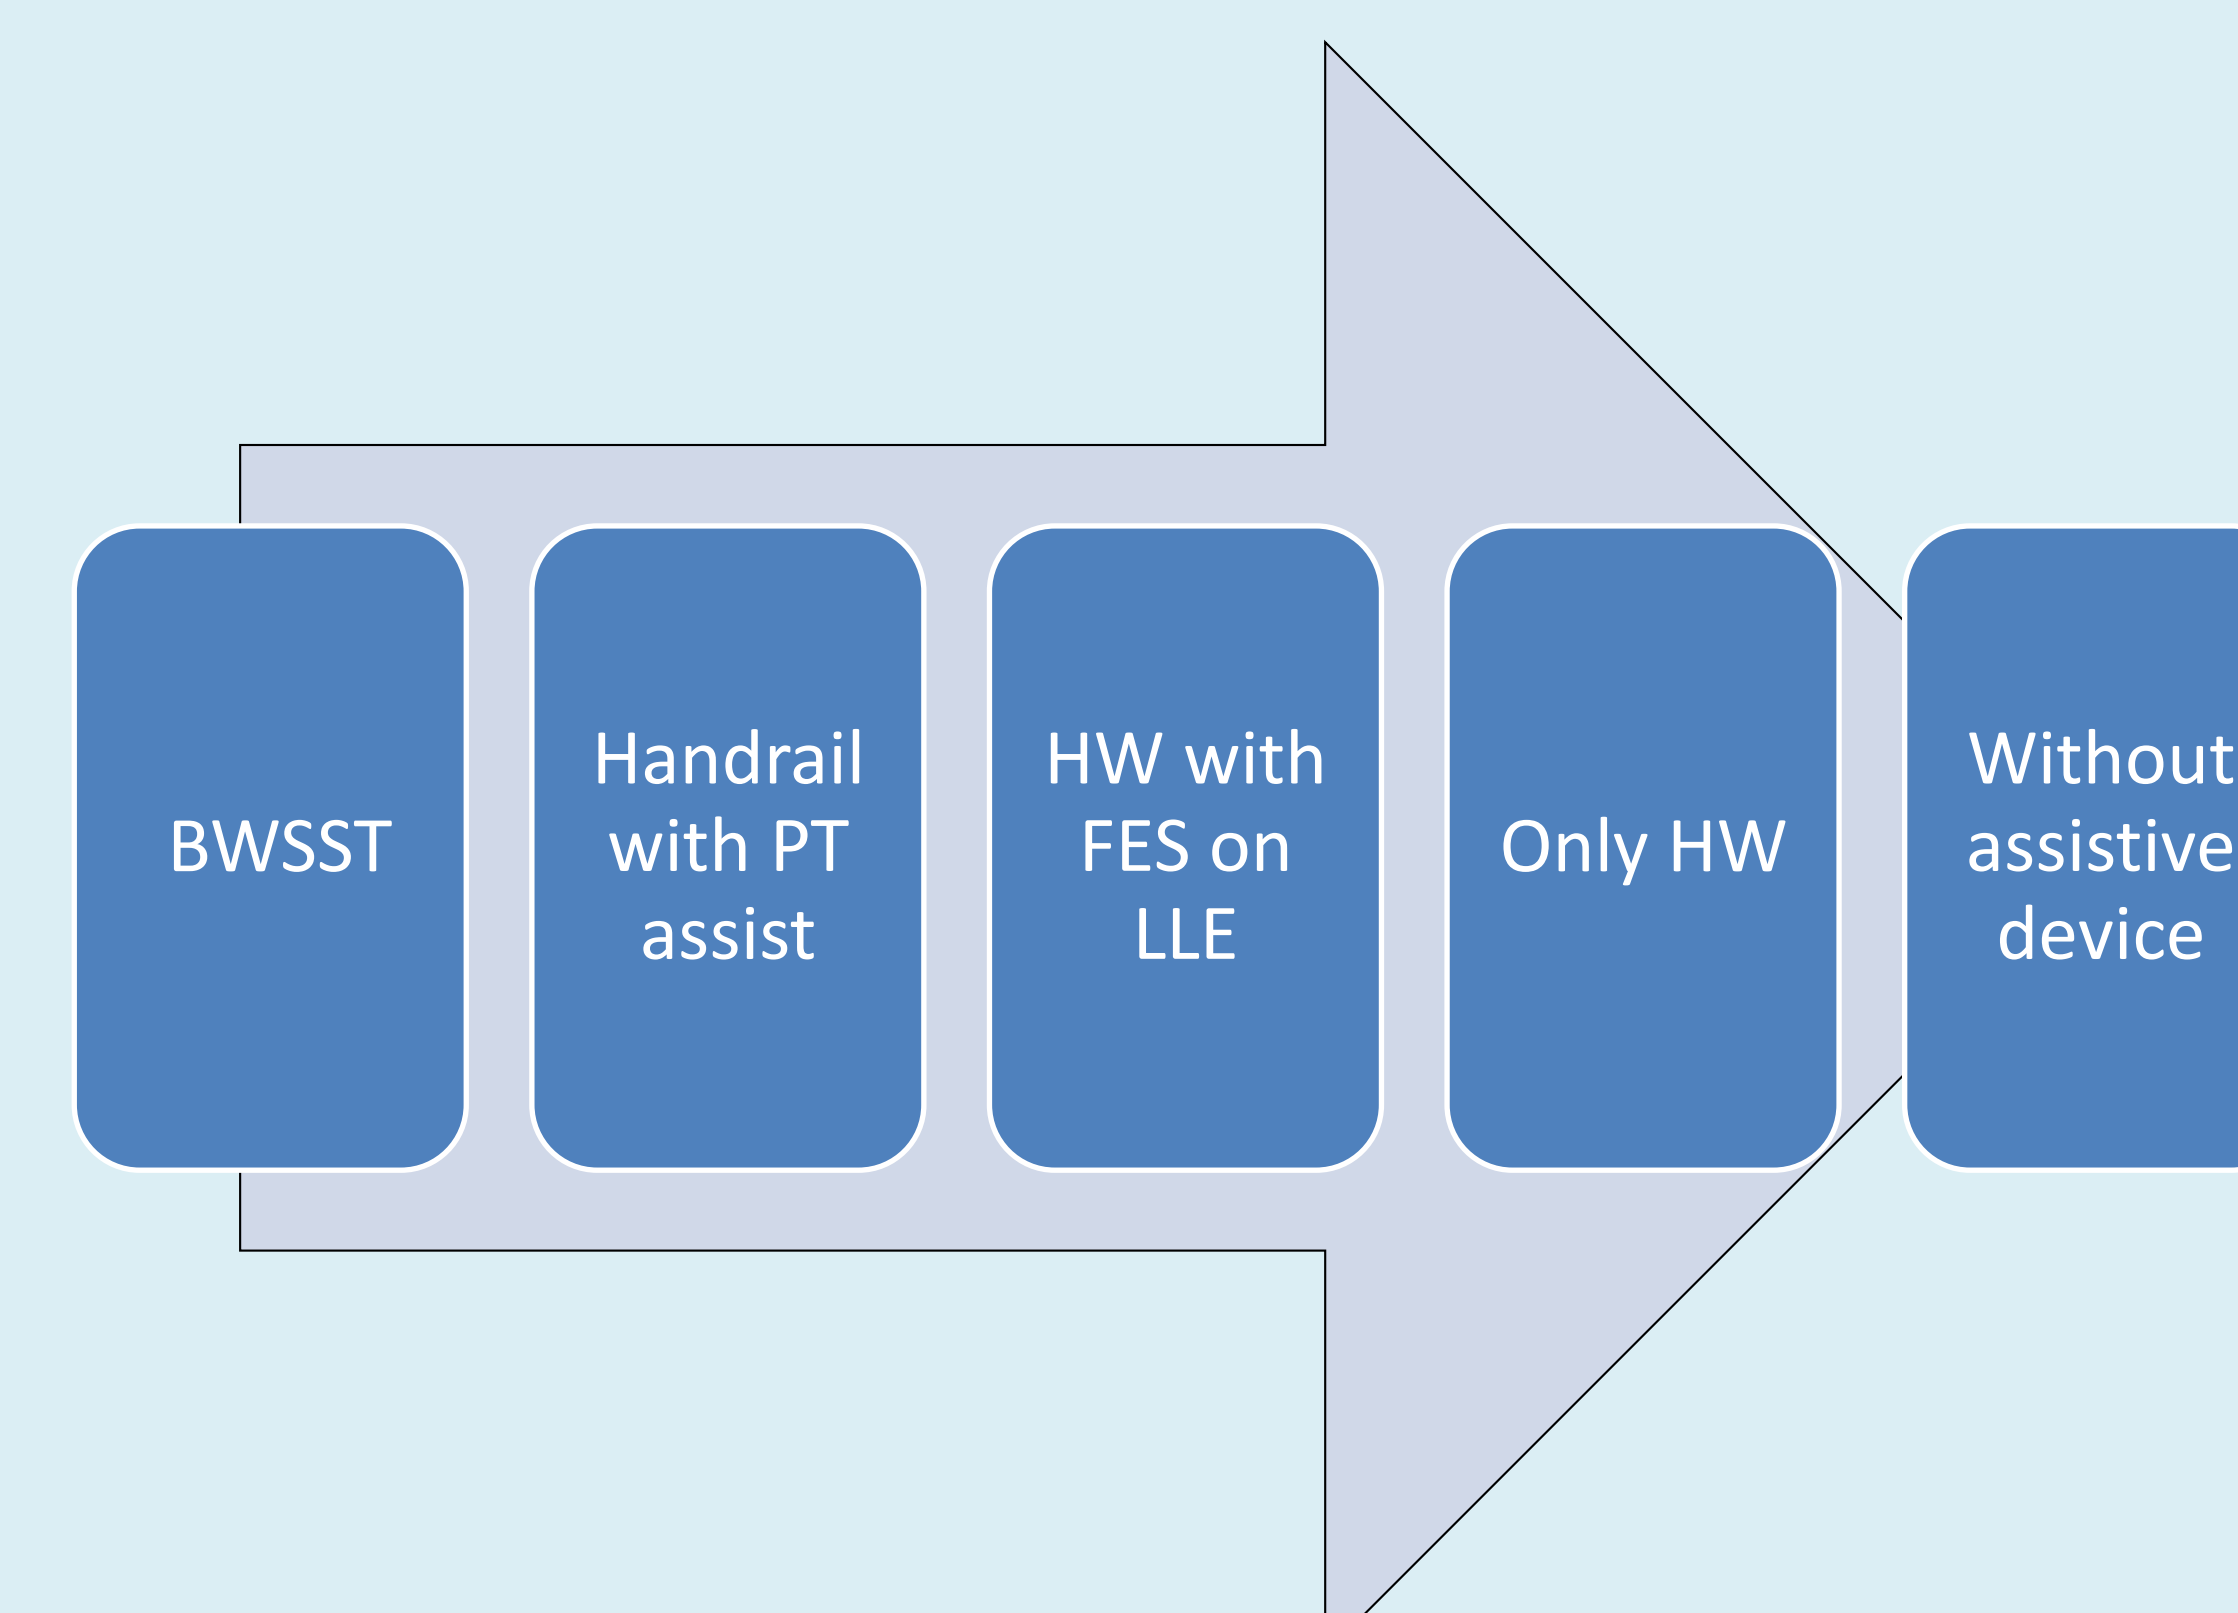 BWSST
Handrail
with PT
assist
HW with
FES on
LLE
Only HW
Without
assistive
device